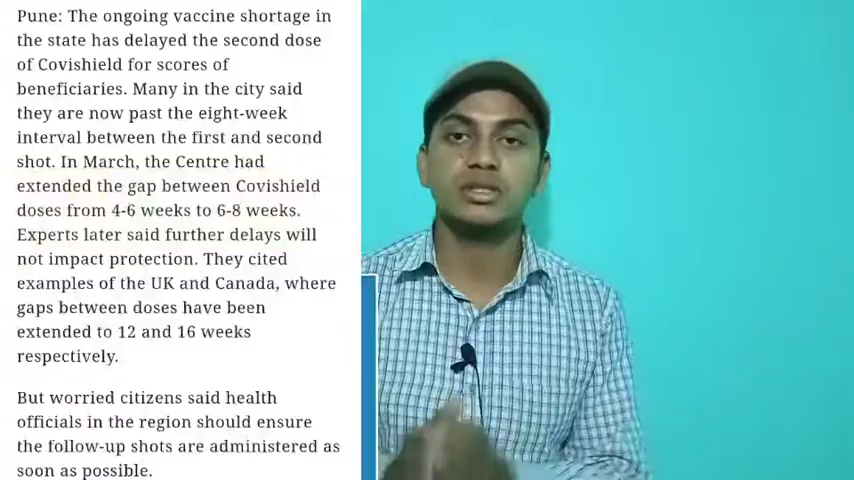 Pune: The ongoing vaccine shortage in
the state has delayed the second dose
of Covishield for scores of
beneficiaries. Many in the city said
they are now past the eight-week
interval between the first and second
shot. In March, the Centre had
extended the gap between Covishield
doses from 4-6 weeks to 6-8 weeks.
Experts later said further delays will
not impact protection. They cited
examples of the UK and Canada, where
gaps between doses have been
extended to 12 and 16 weeks
respectively.
But worried citizens said health
officials in the region should ensure
the follow-up shots are administered as
soon as possible.